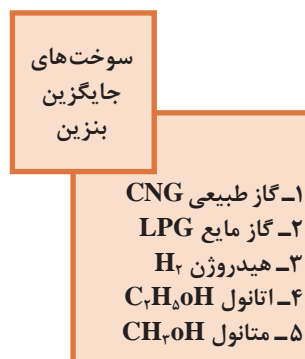 سوخت‌های
جایگزین
بنزین
۱ـ گاز طبیعی CNG
۲ـ گاز مایع LPG
۳ـ هیدروژن H۲
۴ـ اتانول C۲H۵oH
۵ـ متانول CH۳oH